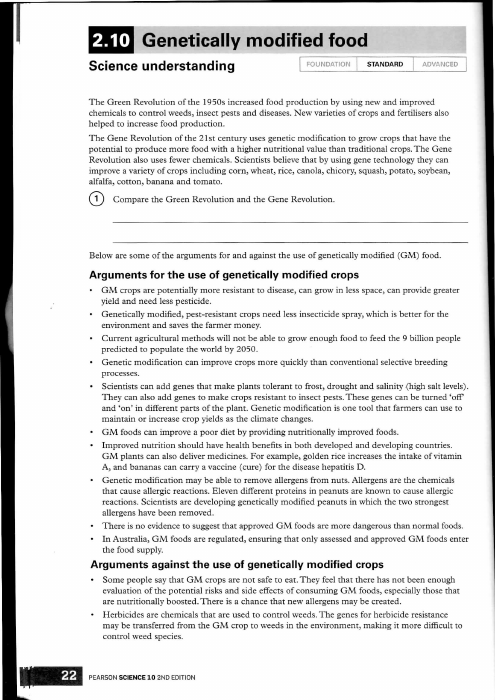 2.10 Genetically modified food
Science understanding
FOUNDATION STANDARD ADVANCED
The Green Revolution of the 1950s increased food production by using new and improved
chemicals to control weeds, insect pests and diseases. New varieties of crops and fertilisers also
helped to increase food production.
The Gene Revolution of the 21st century uses genetic modification to grow crops that have the
potential to produce more food with a higher nutritional value than traditional crops. The Gene
Revolution also uses fewer chemicals. Scientists believe that by using gene technology they can
improve a variety of crops including corn, wheat, rice, canola, chicory, squash, potato, soybean,
alfalfa, cotton, banana and tomato.
1 Compare the Green Revolution and the Gene Revolution.
Below are some of the arguments for and against the use of genetically modified (GM) food.
Arguments for the use of genetically modified crops
• GM crops are potentially more resistant to disease, can grow in less space, can provide greater
yield and need less pesticide.
• Genetically modified, pest-resistant crops need less insecticide spray, which is better for the
environment and saves the farmer money.
• Current agricultural methods will not be able to grow enough food to feed the 9 billion people
predicted to populate the world by 2050.
• Genetic modification can improve crops more quickly than conventional selective breeding
processes.
• Scientists can add genes that make plants tolerant to frost, drought and salinity (high salt levels).
They can also add genes to make crops resistant to insect pests. These genes can be turned 'off'
and 'on' in different parts of the plant. Genetic modification is one tool that farmers can use to
maintain or increase crop yields as the climate changes.
• GM foods can improve a poor diet by providing nutritionally improved foods.
• Improved nutrition should have health benefits in both developed and developing countries.
GM plants can also deliver medicines. For example, golden rice increases the intake of vitamin
A, and bananas can carry a vaccine (cure) for the disease hepatitis D.
• Genetic modification may be able to remove allergens from nuts. Allergens are the chemicals
that cause allergic reactions. Eleven different proteins in peanuts are known to cause allergic
reactions. Scientists are developing genetically modified peanuts in which the two strongest
allergens have been removed.
• There is no evidence to suggest that approved GM foods are more dangerous than normal foods.
• In Australia, GM foods are regulated, ensuring that only assessed and approved GM foods enter
the food supply.
Arguments against the use of genetically modified crops
• Some people say that GM crops are not safe to eat. They feel that there has not been enough
evaluation of the potential risks and side effects of consuming GM foods, especially those that
are nutritionally boosted. There is a chance that new allergens may be created.
• Herbicides are chemicals that are used to control weeds. The genes for herbicide resistance
may be transferred from the GM crop to weeds in the environment, making it more difficult to
control weed species.
22 PEARSON SCIENCE 10 2ND EDITION